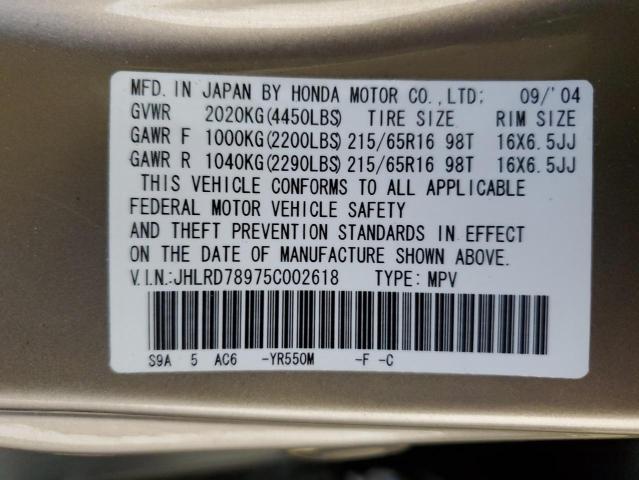 MFD. IN JAPAN BY HONDA MOTOR CO., LTD; 09/'04
GVWR 2020KG(4450LBS) TIRE SIZE RIM SIZE
GAWR F 1000KG(2200LBS) 215/65R16 98T 16X6.5JJ
GAWR R 1040KG(2290LBS) 215/65R16 98T 16X6.5JJ
THIS VEHICLE CONFORMS TO ALL APPLICABLE
FEDERAL MOTOR VEHICLE SAFETY
AND THEFT PREVENTION STANDARDS IN EFFECT
ON THE DATE OF MANUFACTURE SHOWN ABOVE.
V.I.N.:JHLRD78975C002618 TYPE: MPV
S9A 5 AC6 -YR550M -F -C